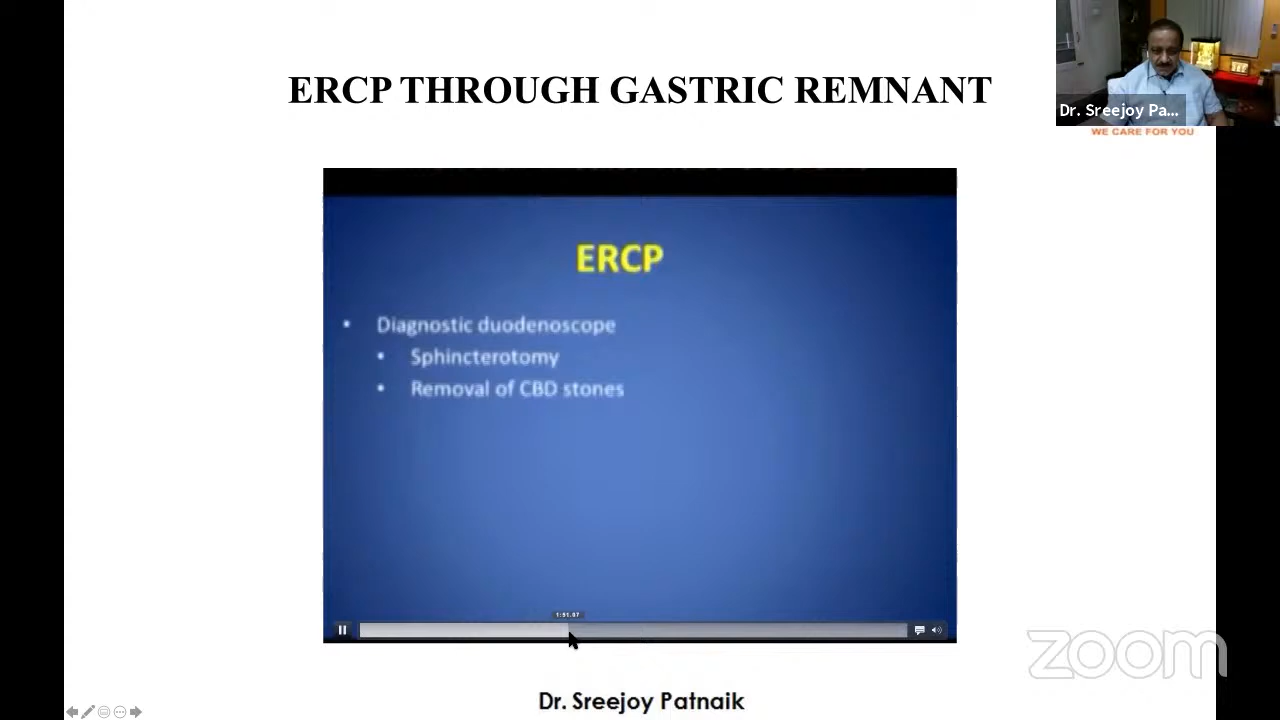 ERCP THROUGH GASTRIC REMNANT
Dr. Sreejoy Pa...
WE CARE FOR YOU
ERCP
• Diagnostic duodenoscope
• Sphincterotomy
• Removal of CBD stones
1:51.87
zoom
Dr. Sreejoy Patnaik